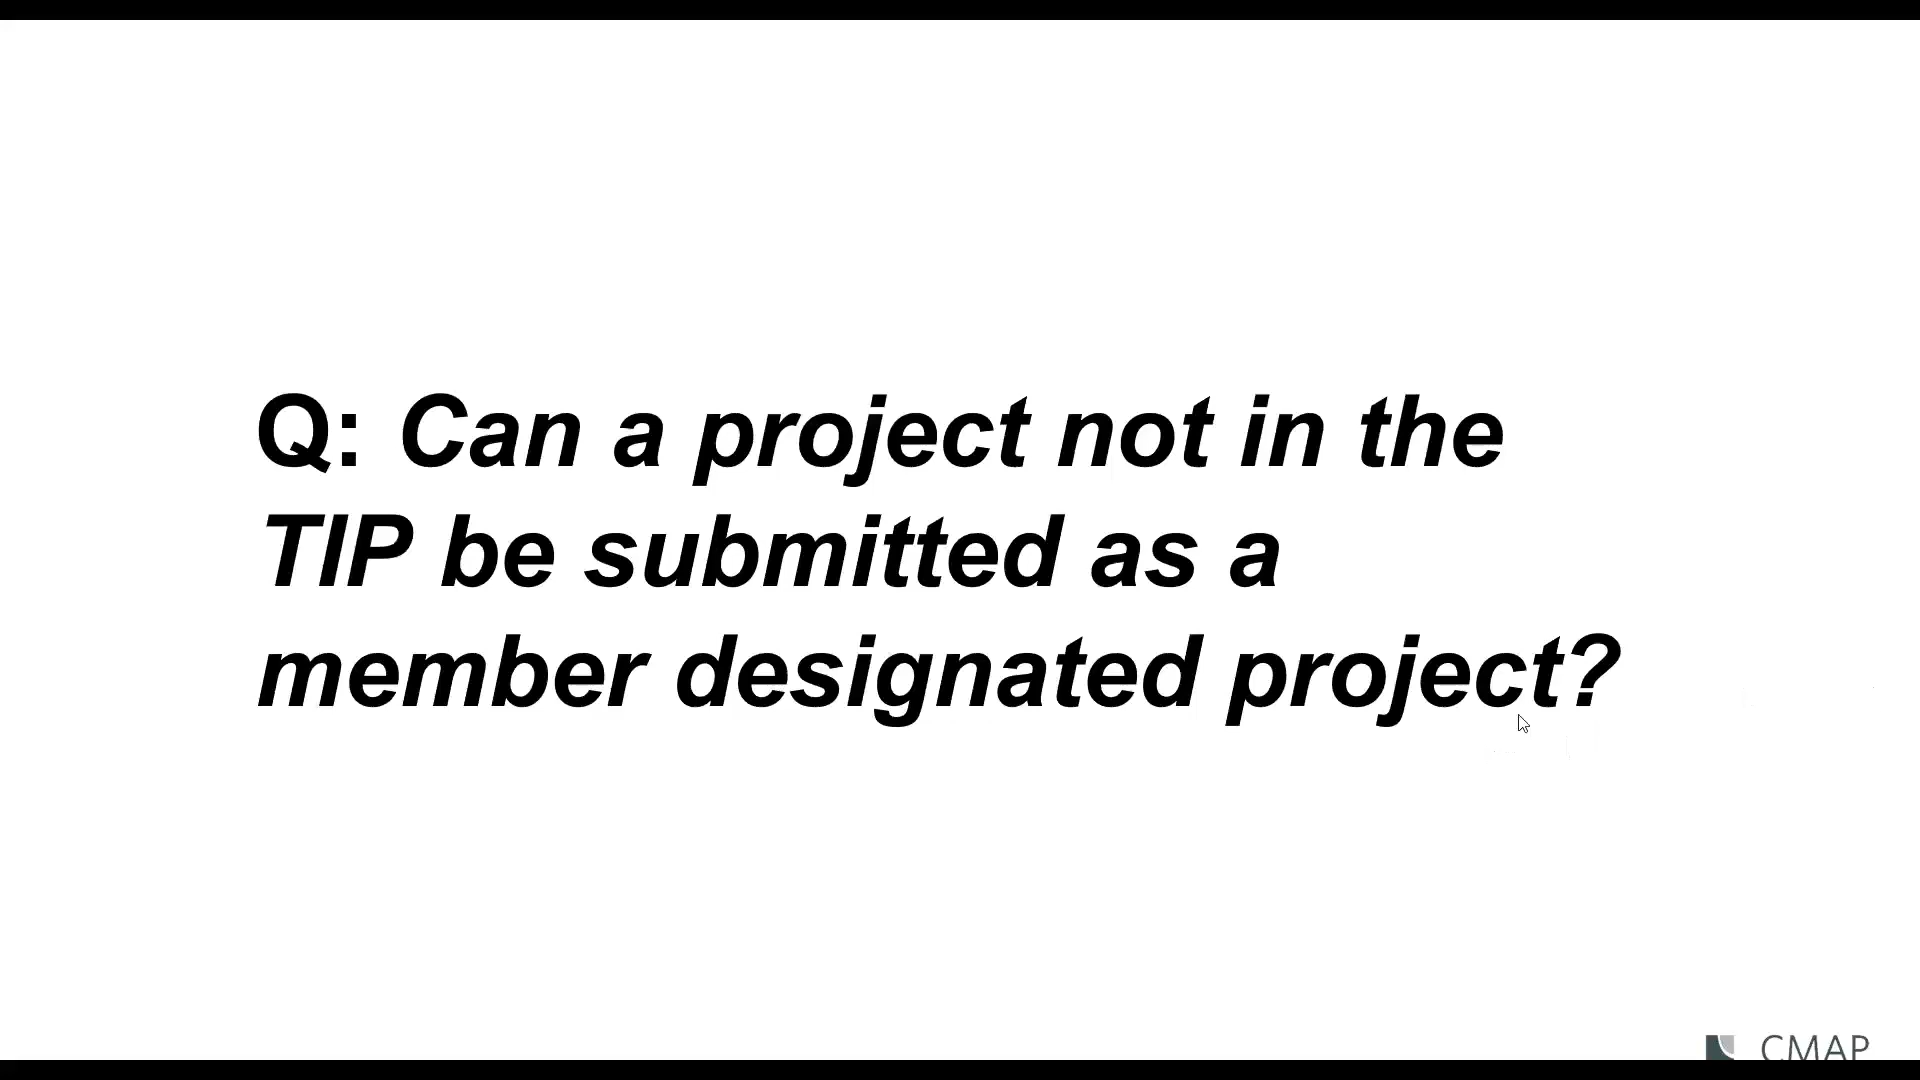 Q: Can a project not in the
TIP be submitted as a
member designated project?
CMAP